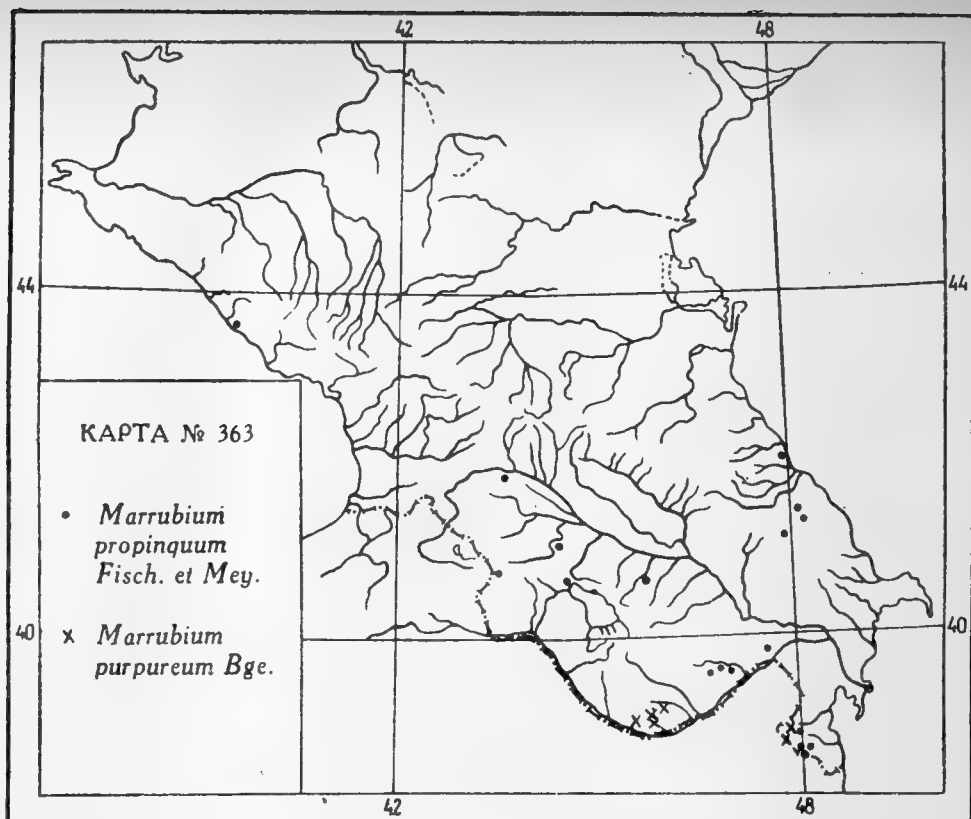 42 48
44 44
КАРТА № 363
• Marrubium
propinquum
Fisch. et Mey.
40 40
x Marrubium
purpureum Bge.
42 48